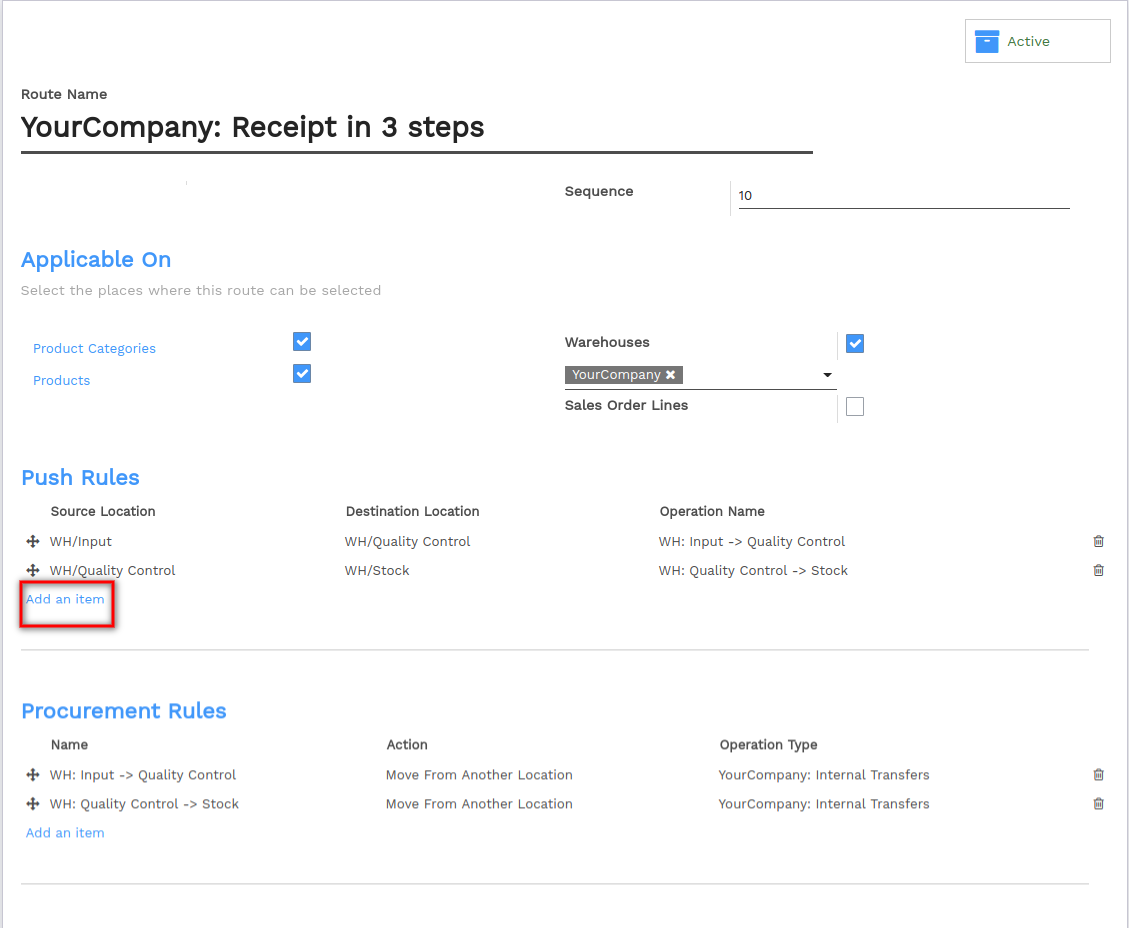 Active
Route Name
YourCompany: Receipt in 3 steps
Sequence 10
Applicable On
Select the places where this route can be selected
Product Categories
Products
Warehouses
YourCompany
Sales Order Lines
Push Rules
Source Location Destination Location Operation Name
WH/Input WH/Quality Control WH: Input -> Quality Control
WH/Quality Control WH/Stock WH: Quality Control -> Stock
Add an item
Procurement Rules
Name Action Operation Type
WH: Input -> Quality Control Move From Another Location YourCompany: Internal Transfers
WH: Quality Control -> Stock Move From Another Location YourCompany: Internal Transfers
Add an item